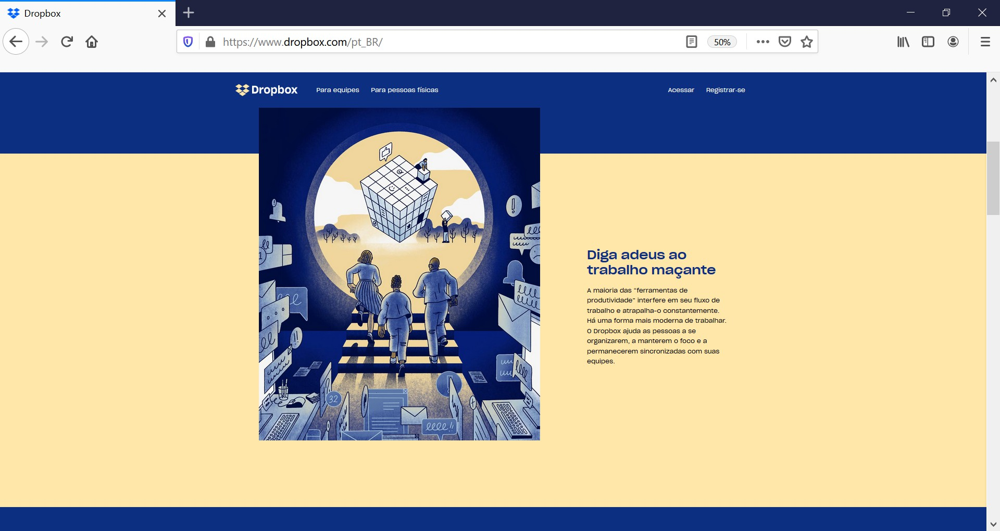 Dropbox
https://www.dropbox.com/pt_BR/
50%
Dropbox
Para equipes
Para pessoas físicas
Acessar
Registrar-se
1
32
Diga adeus ao
trabalho maçante
A maioria das “ferramentas de
produtividade” interfere em seu fluxo de
trabalho e atrapalha-o constantemente.
Há uma forma mais moderna de trabalhar.
O Dropbox ajuda as pessoas a se
organizarem, a manterem o foco e a
permanecerem sincronizadas com suas
equipes.